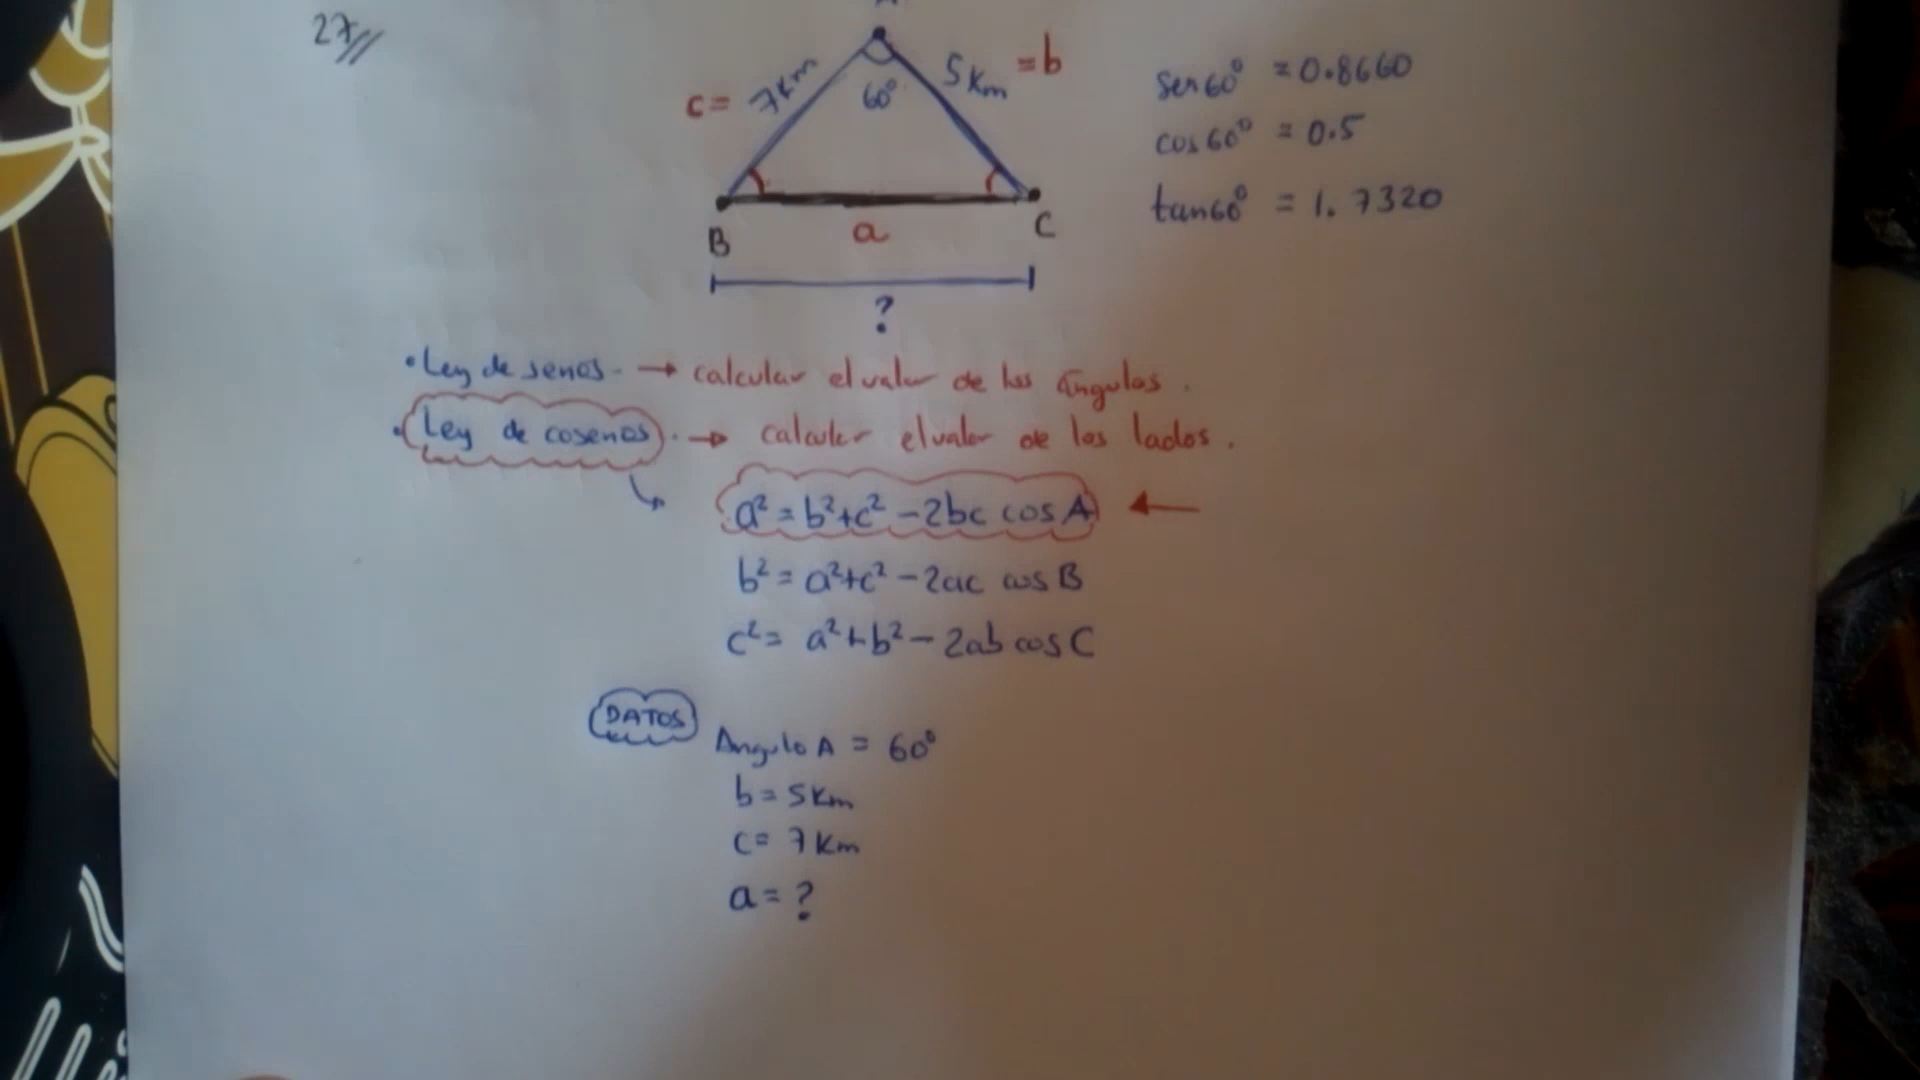 27//
c = 7km
60°
5km = b
B
a
C
?
sen60° = 0.8660
cos60° = 0.5
tan60° = 1.7320
• Ley de senos. → calcular el valor de los ángulos.
• Ley de cosenos. → calcular el valor de los lados.
a² = b²+c² - 2bc cos A
b² = a²+c² - 2ac cos B
c² = a²+b² - 2ab cos C
DATOS
Angulo A = 60°
b = 5Km
c = 7Km
a = ?